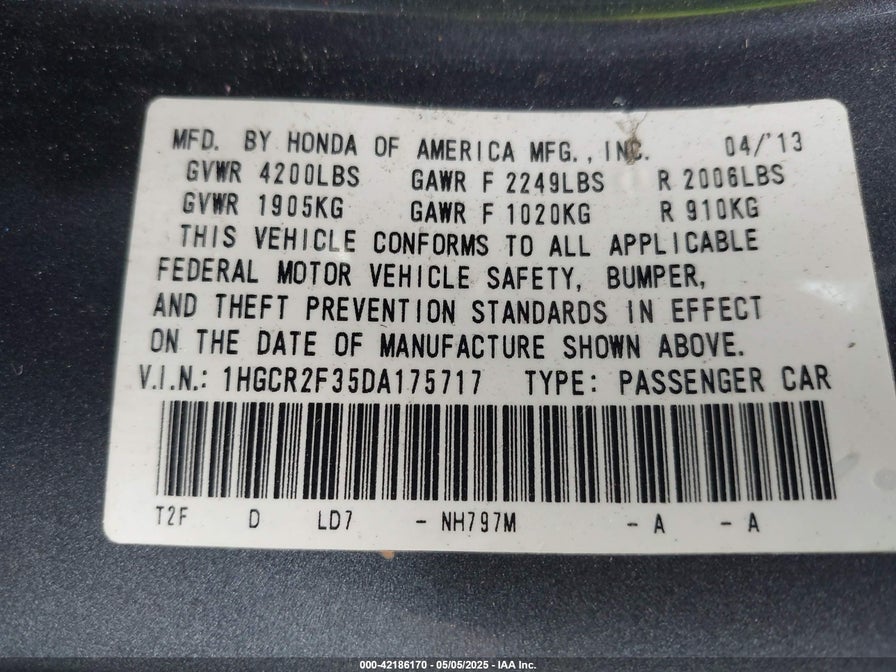 MFD. BY HONDA OF AMERICA MFG., INC. 04/'13
GVWR 4200LBS GAWR F 2249LBS R 2006LBS
GVWR 1905KG GAWR F 1020KG R 910KG
THIS VEHICLE CONFORMS TO ALL APPLICABLE
FEDERAL MOTOR VEHICLE SAFETY, BUMPER,
AND THEFT PREVENTION STANDARDS IN EFFECT
ON THE DATE OF MANUFACTURE SHOWN ABOVE.
V.I.N.: 1HGCR2F35DA175717 TYPE: PASSENGER CAR
T2F D LD7 - NH797M - A - A
000-42186170 - 05/05/2025 - IAA Inc.